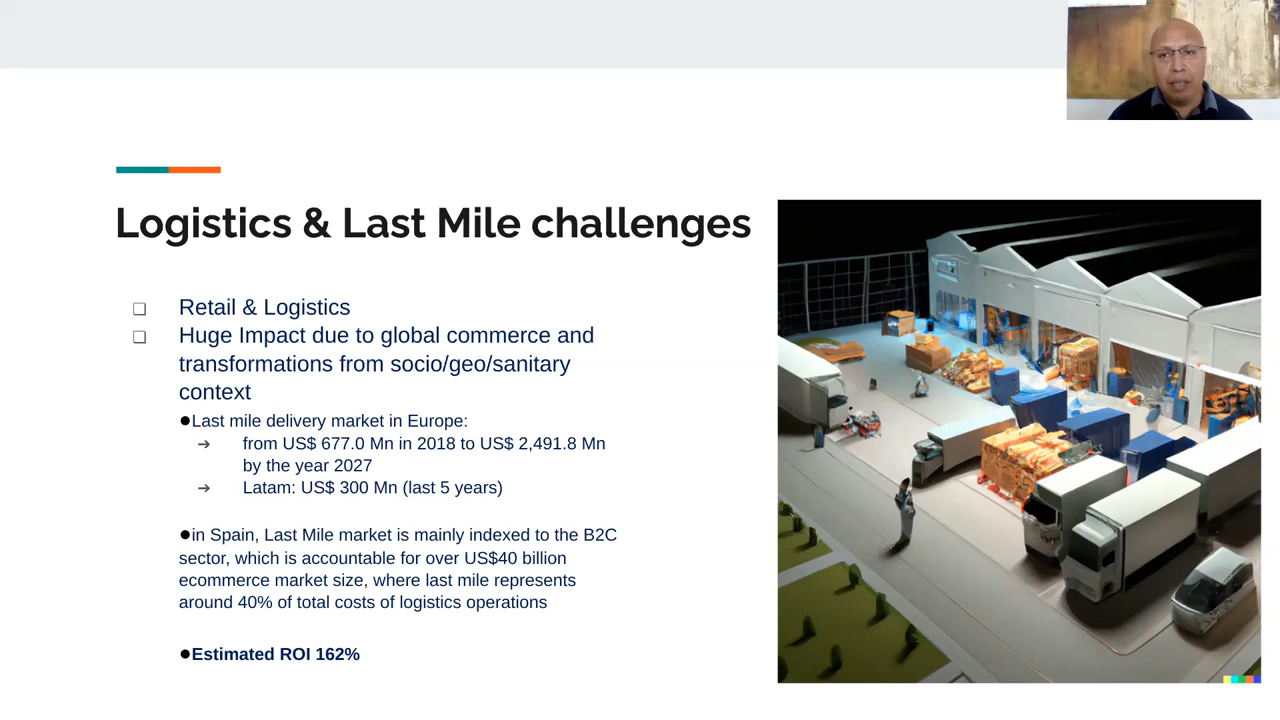 Logistics & Last Mile challenges
❑ Retail & Logistics
❑ Huge Impact due to global commerce and
transformations from socio/geo/sanitary
context
●Last mile delivery market in Europe:
➔ from US$ 677.0 Mn in 2018 to US$ 2,491.8 Mn
by the year 2027
➔ Latam: US$ 300 Mn (last 5 years)
●in Spain, Last Mile market is mainly indexed to the B2C
sector, which is accountable for over US$40 billion
ecommerce market size, where last mile represents
around 40% of total costs of logistics operations
●Estimated ROI 162%